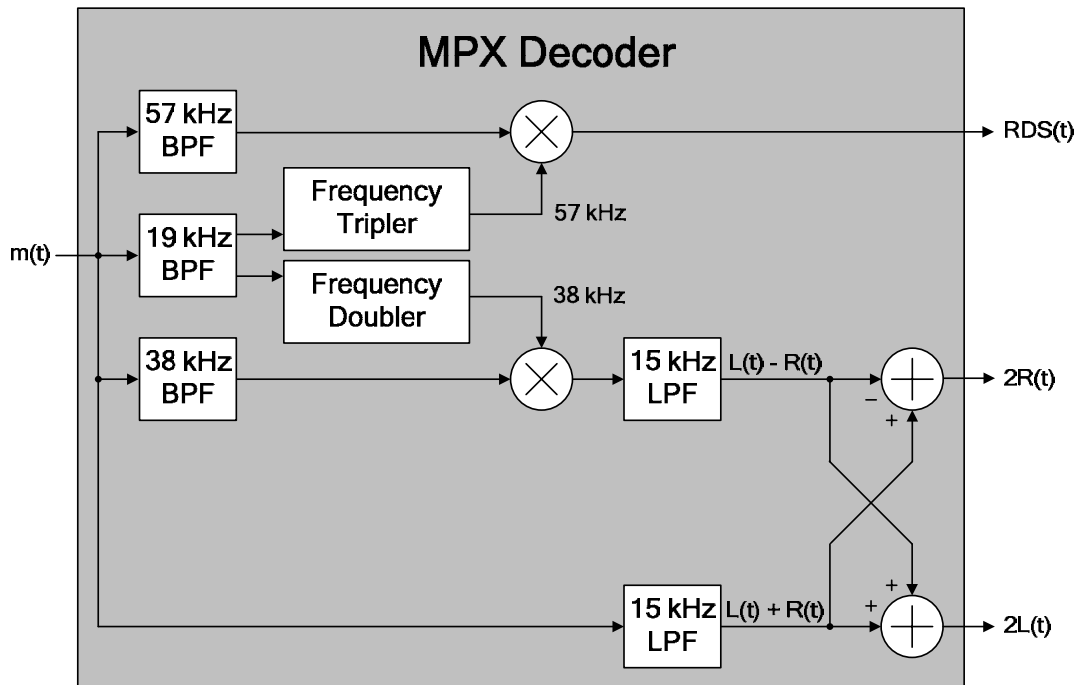 MPX Decoder
57 kHz
BPF
RDS(t)
Frequency
Tripler
57 kHz
m(t)
19 kHz
BPF
Frequency
Doubler
38 kHz
38 kHz
BPF
15 kHz
LPF
L(t) - R(t)
2R(t)
−
+
+
15 kHz
LPF
L(t) + R(t)
+
2L(t)